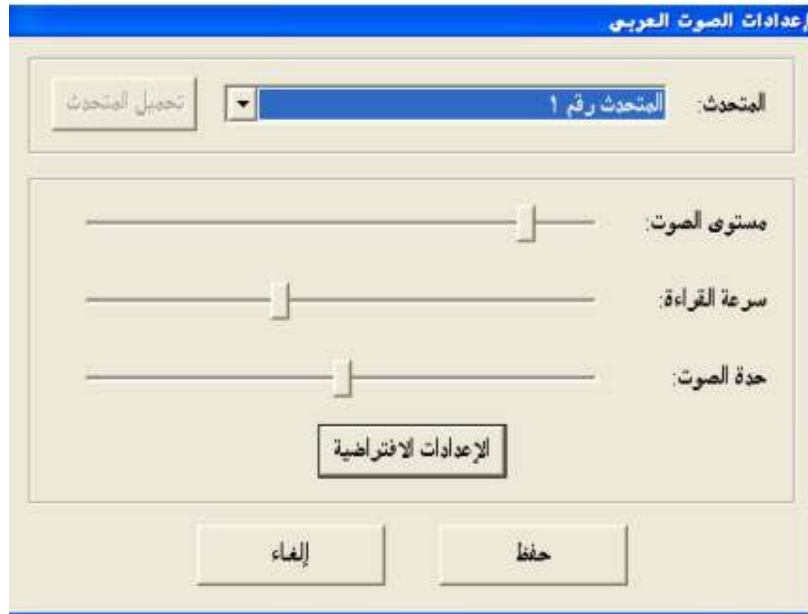 إعدادات الصوت العربي
المتحدث: المتحدث رقم ١ تحميل المتحدث
مستوى الصوت:
سرعة القراءة:
حدة الصوت:
الإعدادات الافتراضية
حفظ إلغاء